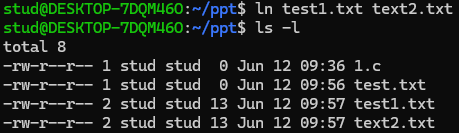 stud@DESKTOP-7DQM46O:~/ppt$ ln test1.txt text2.txt
stud@DESKTOP-7DQM46O:~/ppt$ ls -l
total 8
-rw-r--r-- 1 stud stud  0 Jun 12 09:36 1.c
-rw-r--r-- 1 stud stud  0 Jun 12 09:56 test.txt
-rw-r--r-- 2 stud stud 13 Jun 12 09:57 test1.txt
-rw-r--r-- 2 stud stud 13 Jun 12 09:57 text2.txt